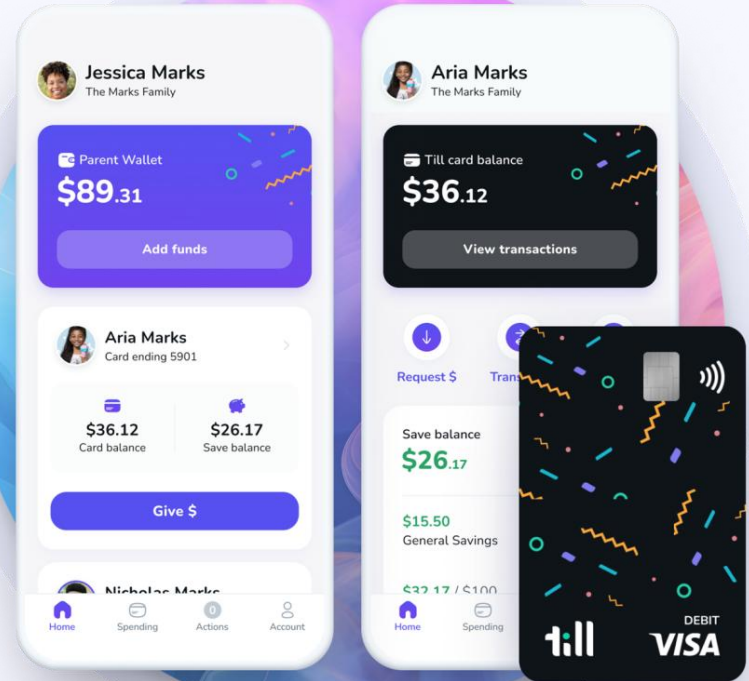 Jessica Marks
The Marks Family
Parent Wallet
$89.31
Add funds
Aria Marks
Card ending 5901
$36.12
Card balance
$26.17
Save balance
Give $
Nicholas Marks
Home
Spending
0
Actions
Account
Aria Marks
The Marks Family
Till card balance
$36.12
View transactions
Request $
Save balance
$26.17
$15.50
General Savings
$32.17 / $100
Home
Spending
till
DEBIT
VISA